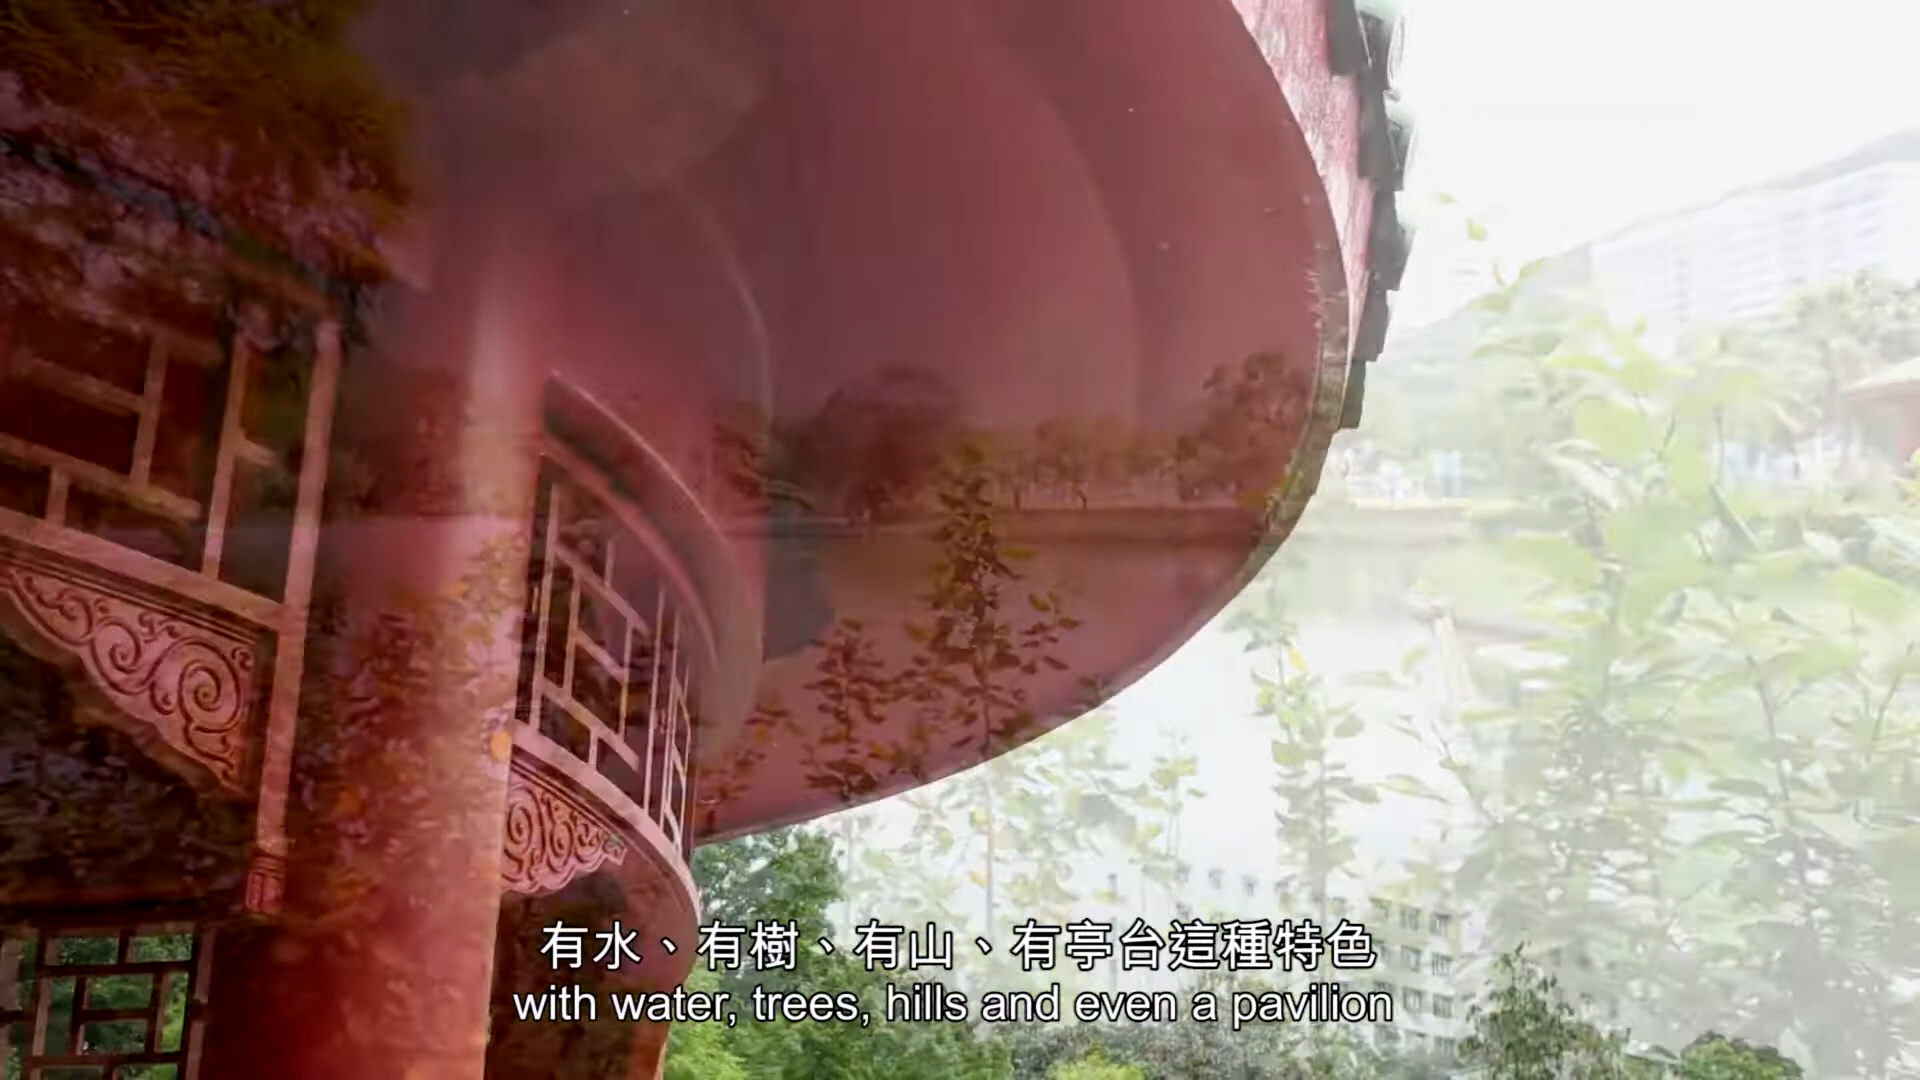 有水、有樹、有山、有亭台這種特色
with water, trees, hills and even a pavilion